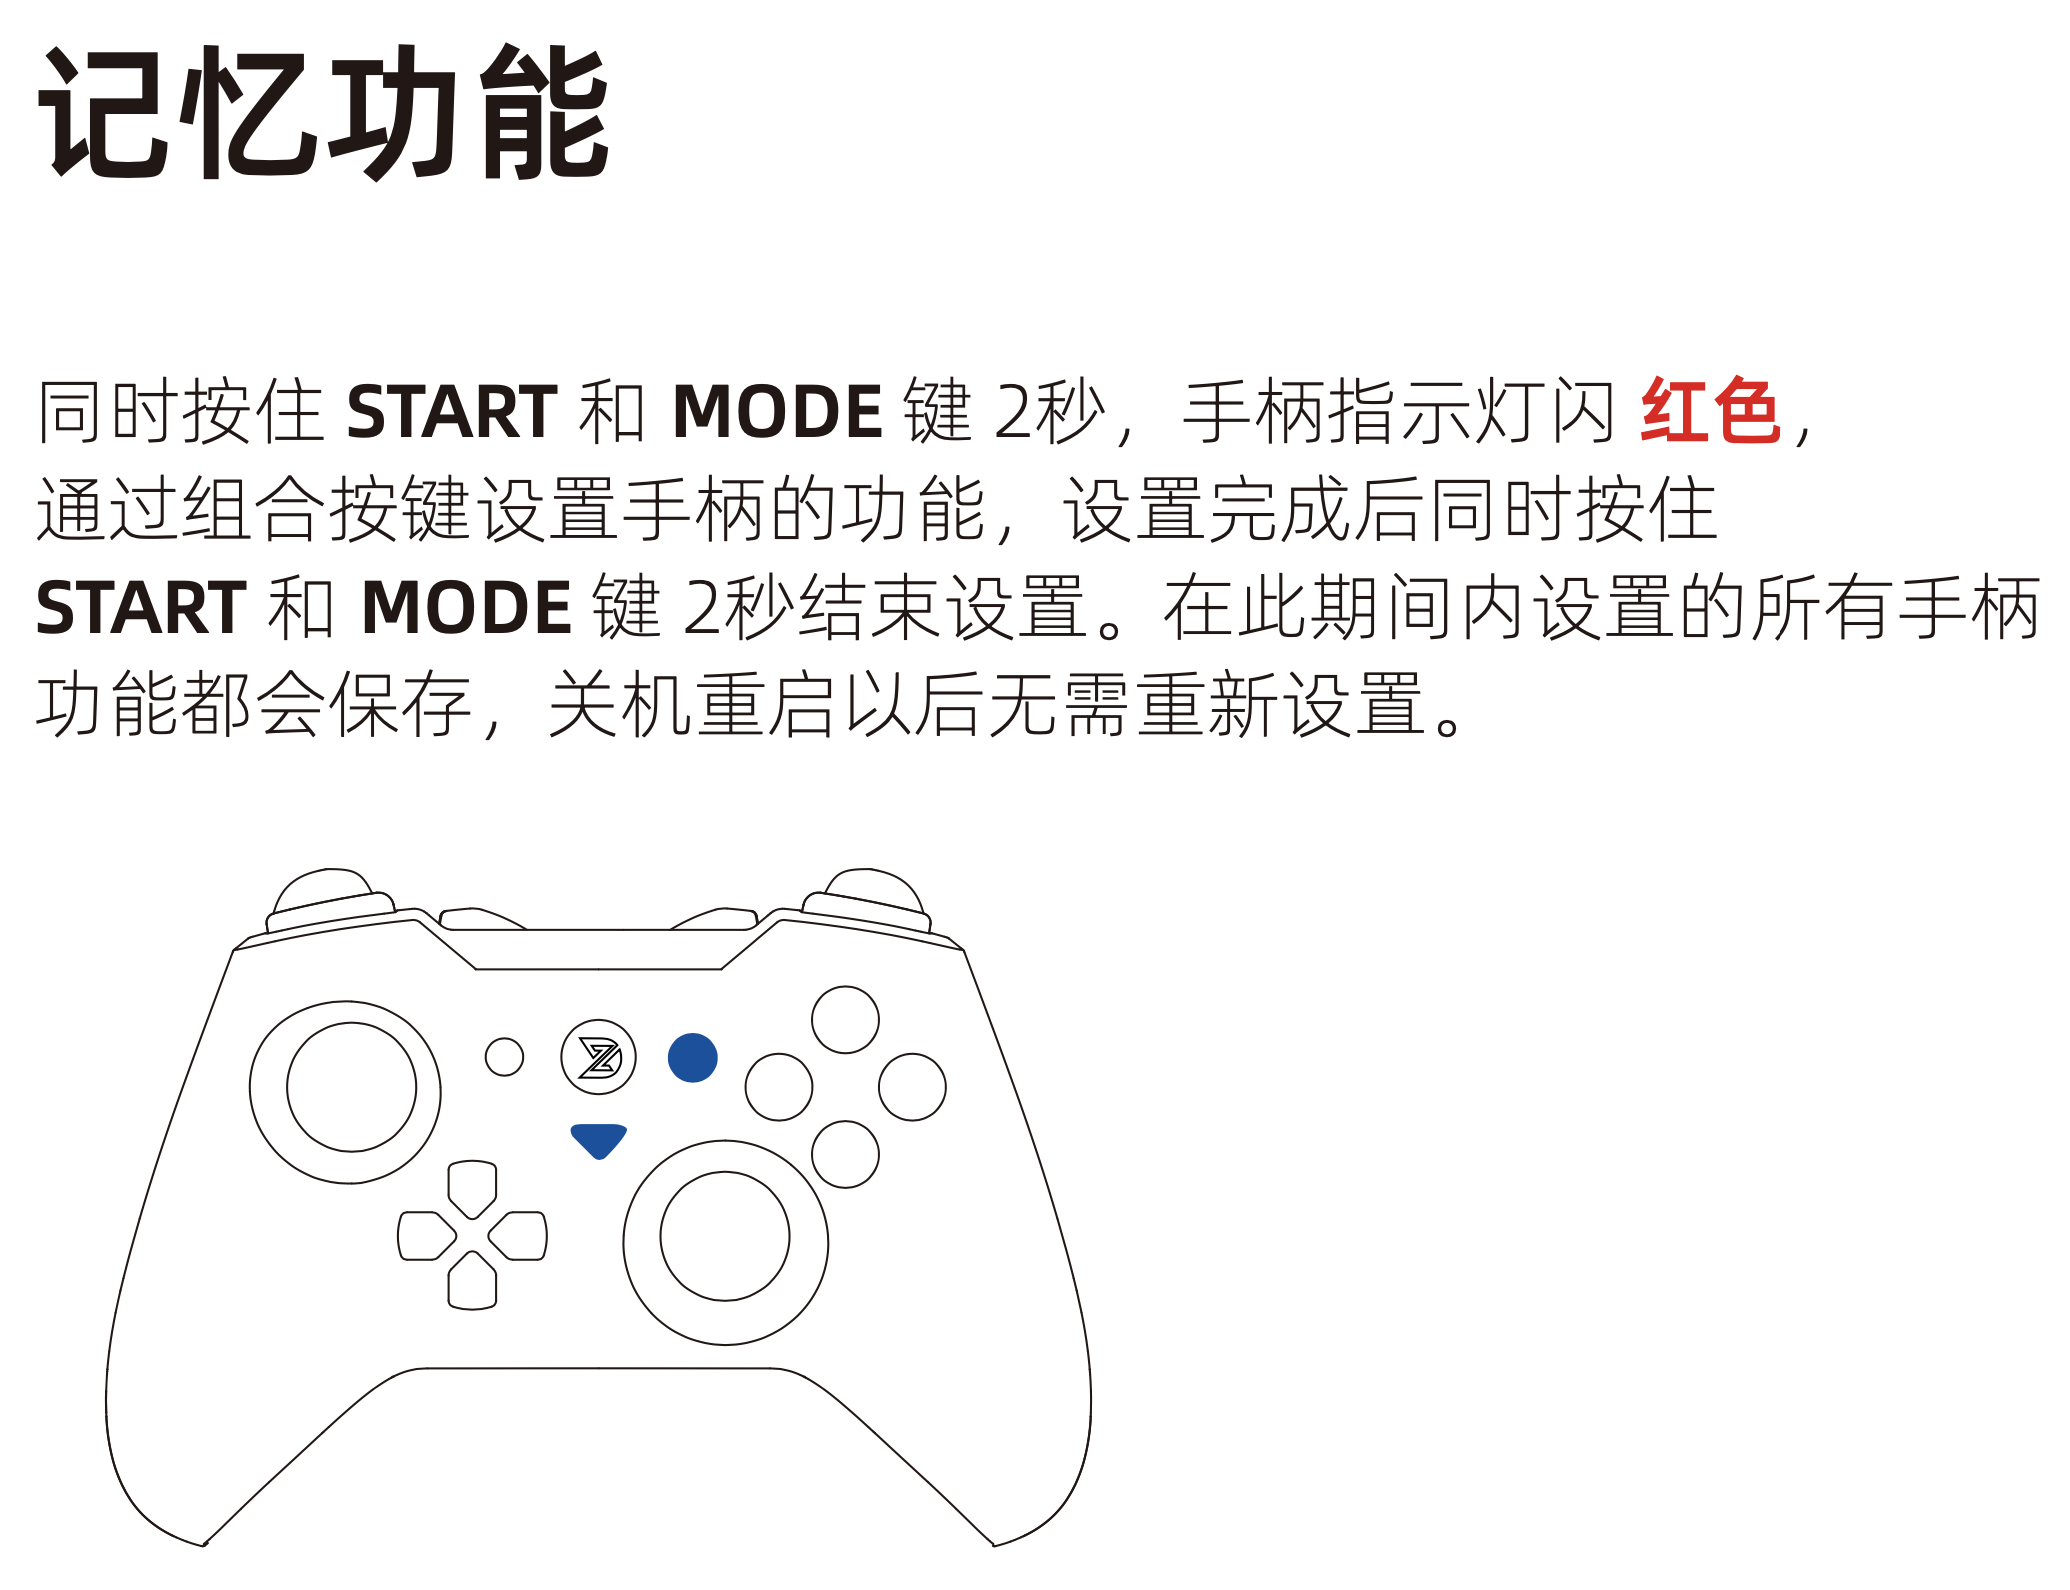 记忆功能
同时按住 START 和 MODE 键 2秒，手柄指示灯闪 红色，
通过组合按键设置手柄的功能，设置完成后同时按住
START 和 MODE 键 2秒结束设置。在此期间内设置的所有手柄
功能都会保存，关机重启以后无需重新设置。